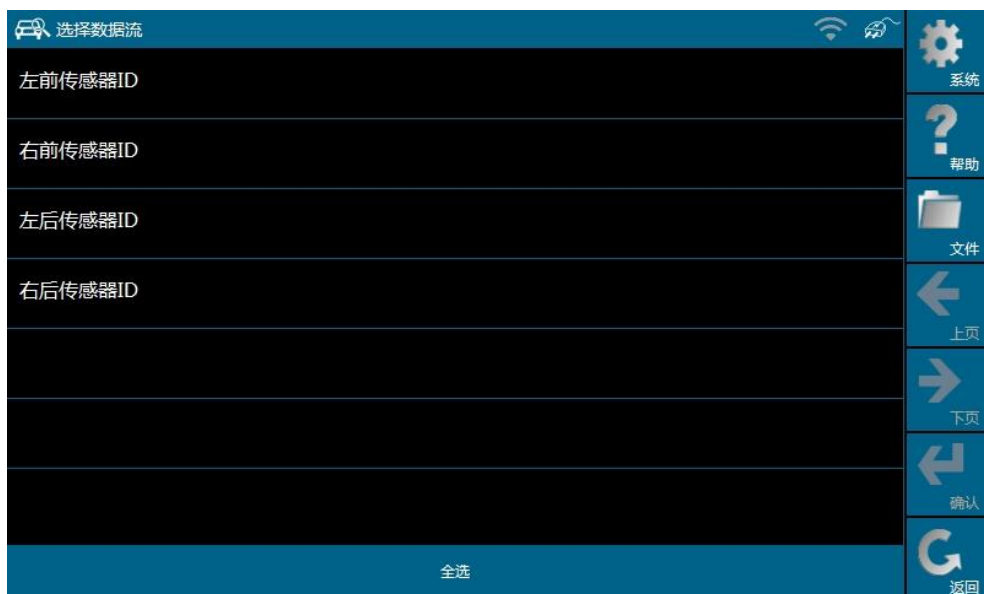 选择数据流
左前传感器ID
右前传感器ID
左后传感器ID
右后传感器ID
全选
系统
帮助
文件
上页
下页
确认
返回